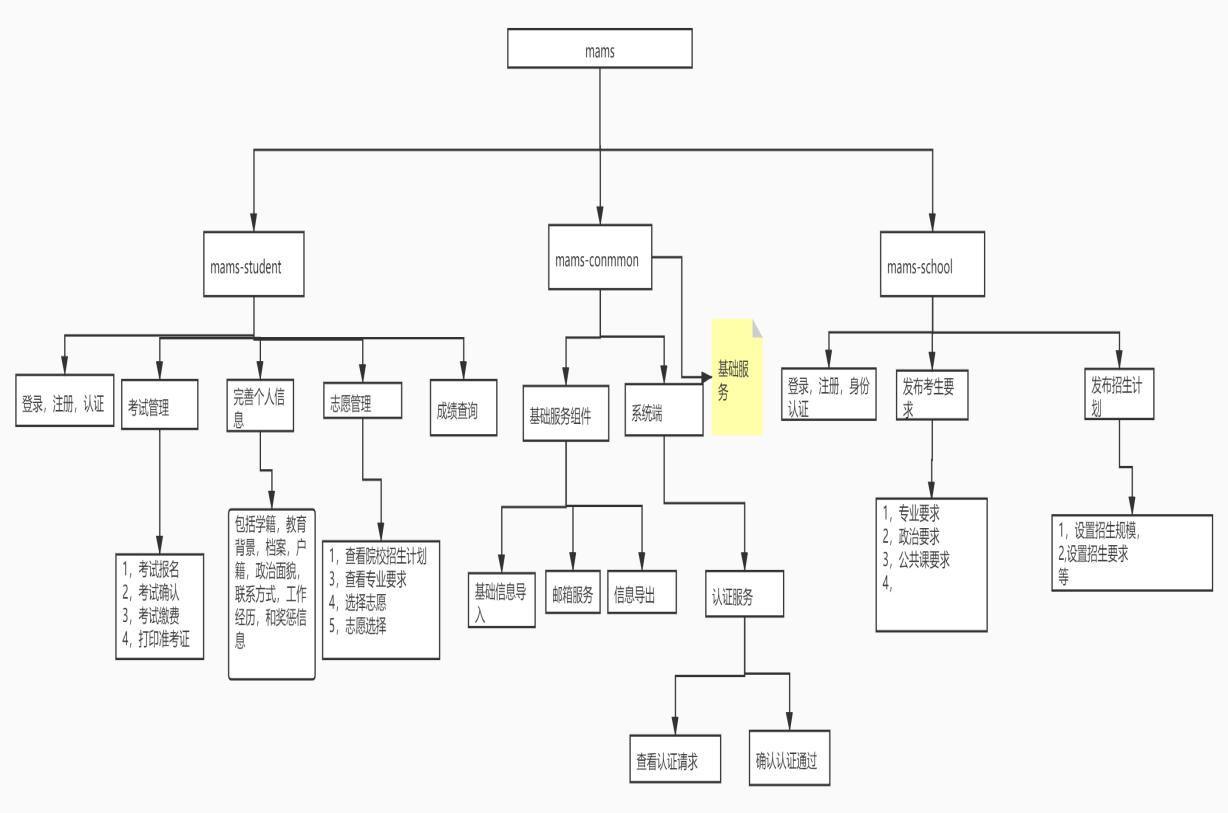 mams
mams-student
mams-conmmon
mams-school
基础服
务
登录，注册，认证
考试管理
完善个人信
息
志愿管理
成绩查询
基础服务组件
系统端
登录，注册，身份
认证
发布考生要
求
发布招生计
划
1，考试报名
2，考试确认
3，考试缴费
4，打印准考证
包括学籍，教育
背景，档案，户
籍，政治面貌，
联系方式，工作
经历，和奖惩信
息
1，查看院校招生计划
3，查看专业要求
4，选择志愿
5，志愿选择
基础信息导
入
邮箱服务
信息导出
认证服务
1，专业要求
2，政治要求
3，公共课要求
4，
1，设置招生规模，
2,设置招生要求
等
查看认证请求
确认认证通过